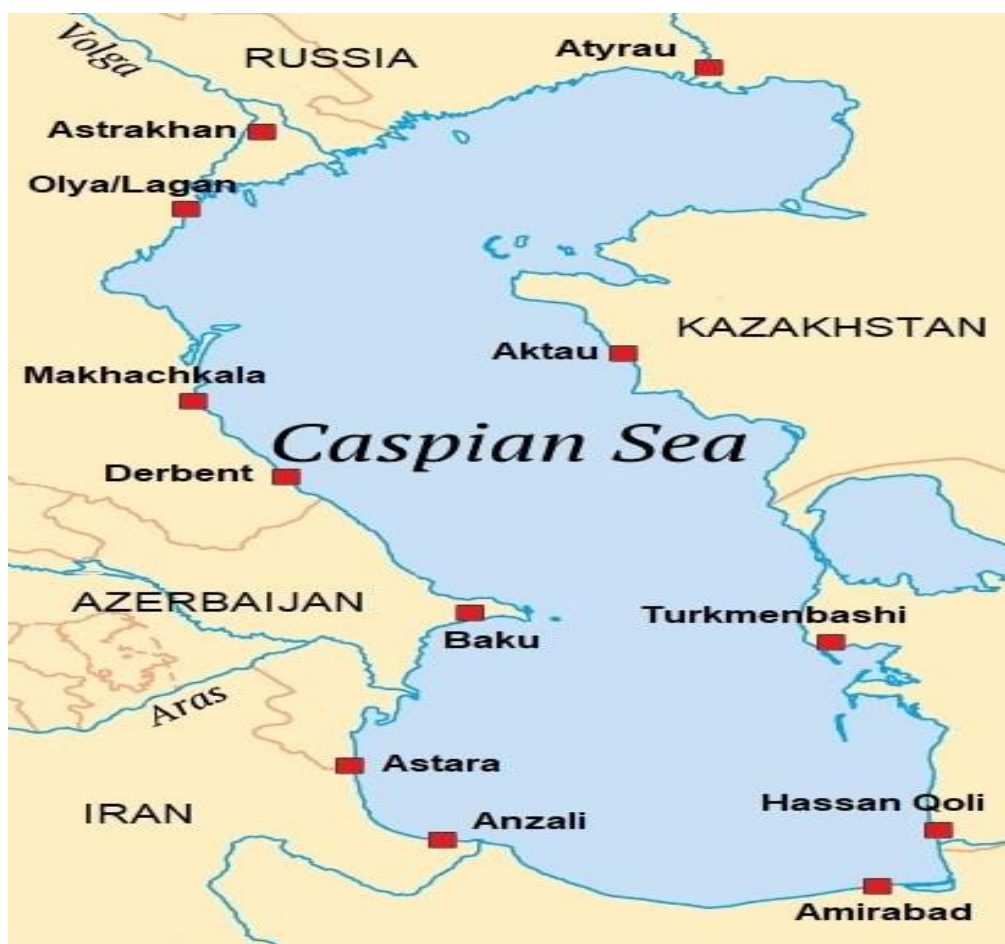 Volga
RUSSIA
Atyrau
Astrakhan
Olya/Lagan
KAZAKHSTAN
Aktau
Makhachkala
Caspian Sea
Derbent
AZERBAIJAN
Turkmenbashi
Baku
Aras
Astara
IRAN
Anzali
Hassan Qoli
Amirabad